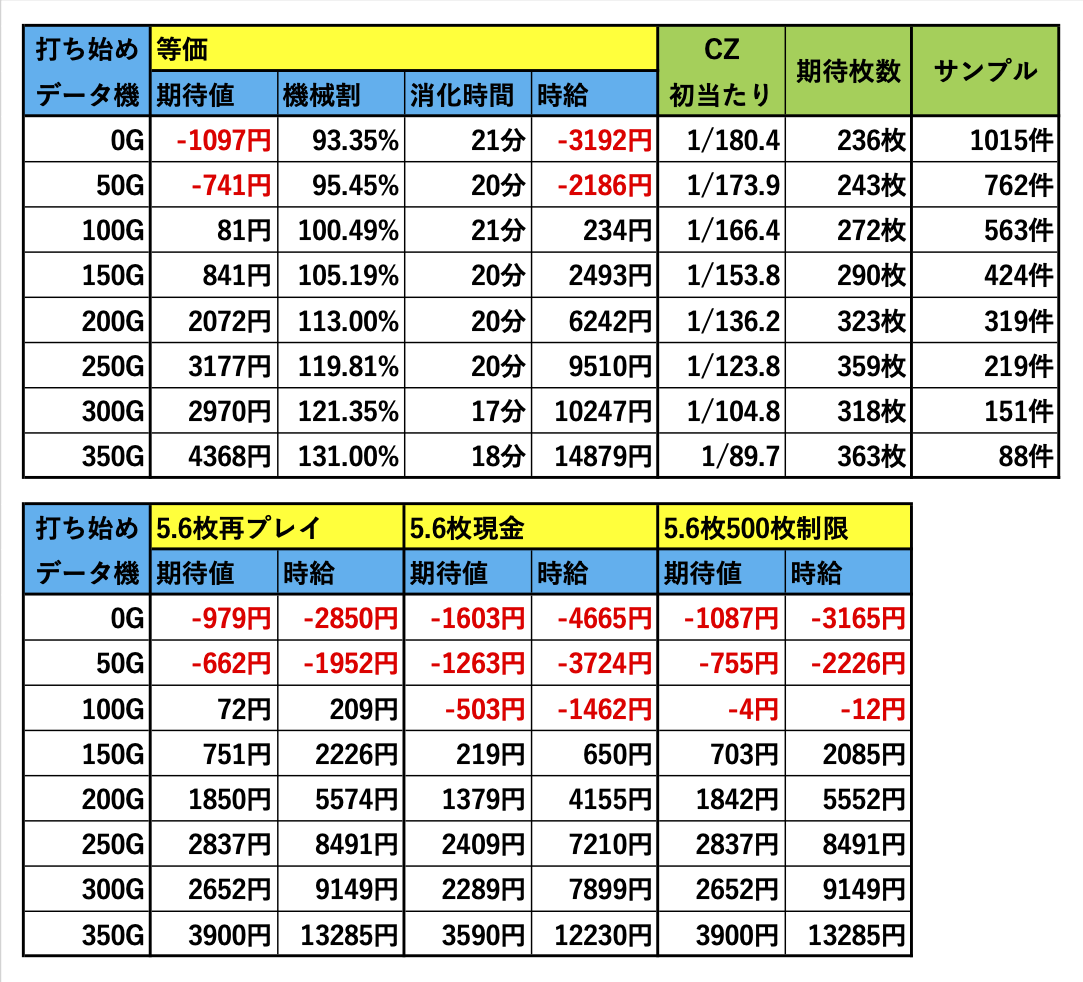 打ち始め 等価 CZ 期待枚数 サンプル
データ機 期待値 機械割 消化時間 時給 初当たり
0G -1097円 93.35% 21分 -3192円 1/180.4 236枚 1015件
50G -741円 95.45% 20分 -2186円 1/173.9 243枚 762件
100G 81円 100.49% 21分 234円 1/166.4 272枚 563件
150G 841円 105.19% 20分 2493円 1/153.8 290枚 424件
200G 2072円 113.00% 20分 6242円 1/136.2 323枚 319件
250G 3177円 119.81% 20分 9510円 1/123.8 359枚 219件
300G 2970円 121.35% 17分 10247円 1/104.8 318枚 151件
350G 4368円 131.00% 18分 14879円 1/89.7 363枚 88件
打ち始め 5.6枚再プレイ 5.6枚現金 5.6枚500枚制限
データ機 期待値 時給 期待値 時給 期待値 時給
0G -979円 -2850円 -1603円 -4665円 -1087円 -3165円
50G -662円 -1952円 -1263円 -3724円 -755円 -2226円
100G 72円 209円 -503円 -1462円 -4円 -12円
150G 751円 2226円 219円 650円 703円 2085円
200G 1850円 5574円 1379円 4155円 1842円 5552円
250G 2837円 8491円 2409円 7210円 2837円 8491円
300G 2652円 9149円 2289円 7899円 2652円 9149円
350G 3900円 13285円 3590円 12230円 3900円 13285円